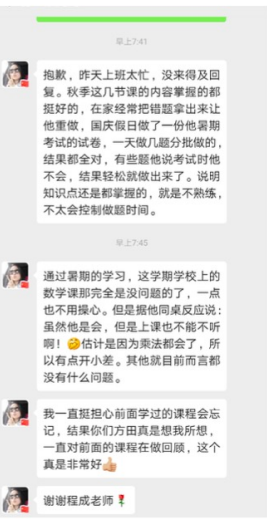 早上7:41
抱歉，昨天上班太忙，没来得及回
复。秋季这几节课的内容掌握的都
挺好的，在家经常把错题拿出来让
他重做，国庆假日做了一份他暑期
考试的试卷，一天做几题分批做的，
结果都全对，有些题他说考试时他
不会，结果轻松就做出来了。说明
知识点还是都掌握的，就是不熟练，
不太会控制做题时间。
早上7:45
通过暑期的学习，这学期学校上的
数学课那完全是没问题的了，一点
也不用操心。但是据他同桌反应说：
虽然他是会，但是上课也不能不听
啊！🤔估计是因为乘法都会了，所
以有点开小差。其他就目前而言都
没有什么问题。
我一直挺担心前面学过的课程会忘
记，结果你们方田真是想我所想，
一直对前面的课程在做回顾，这个
真是非常好👍
谢谢程成老师🌹